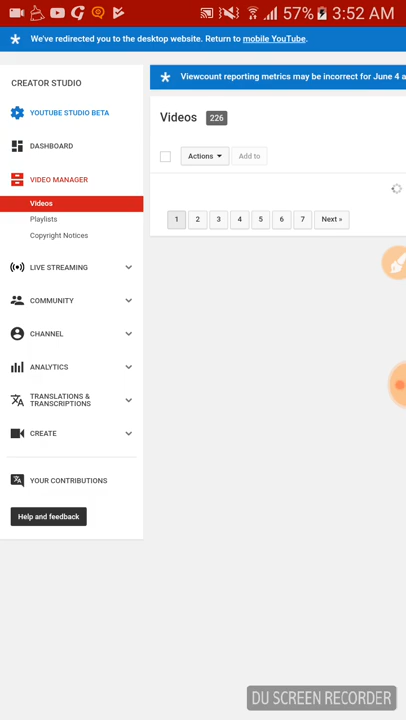 57% 3:52 AM
We've redirected you to the desktop website. Return to mobile YouTube.
CREATOR STUDIO
Viewcount reporting metrics may be incorrect for June 4 a
YOUTUBE STUDIO BETA
Videos 226
DASHBOARD
Actions Add to
VIDEO MANAGER
Videos
Playlists
1 2 3 4 5 6 7 Next »
Copyright Notices
LIVE STREAMING
COMMUNITY
CHANNEL
ANALYTICS
TRANSLATIONS &
TRANSCRIPTIONS
CREATE
YOUR CONTRIBUTIONS
Help and feedback
DU SCREEN RECORDER